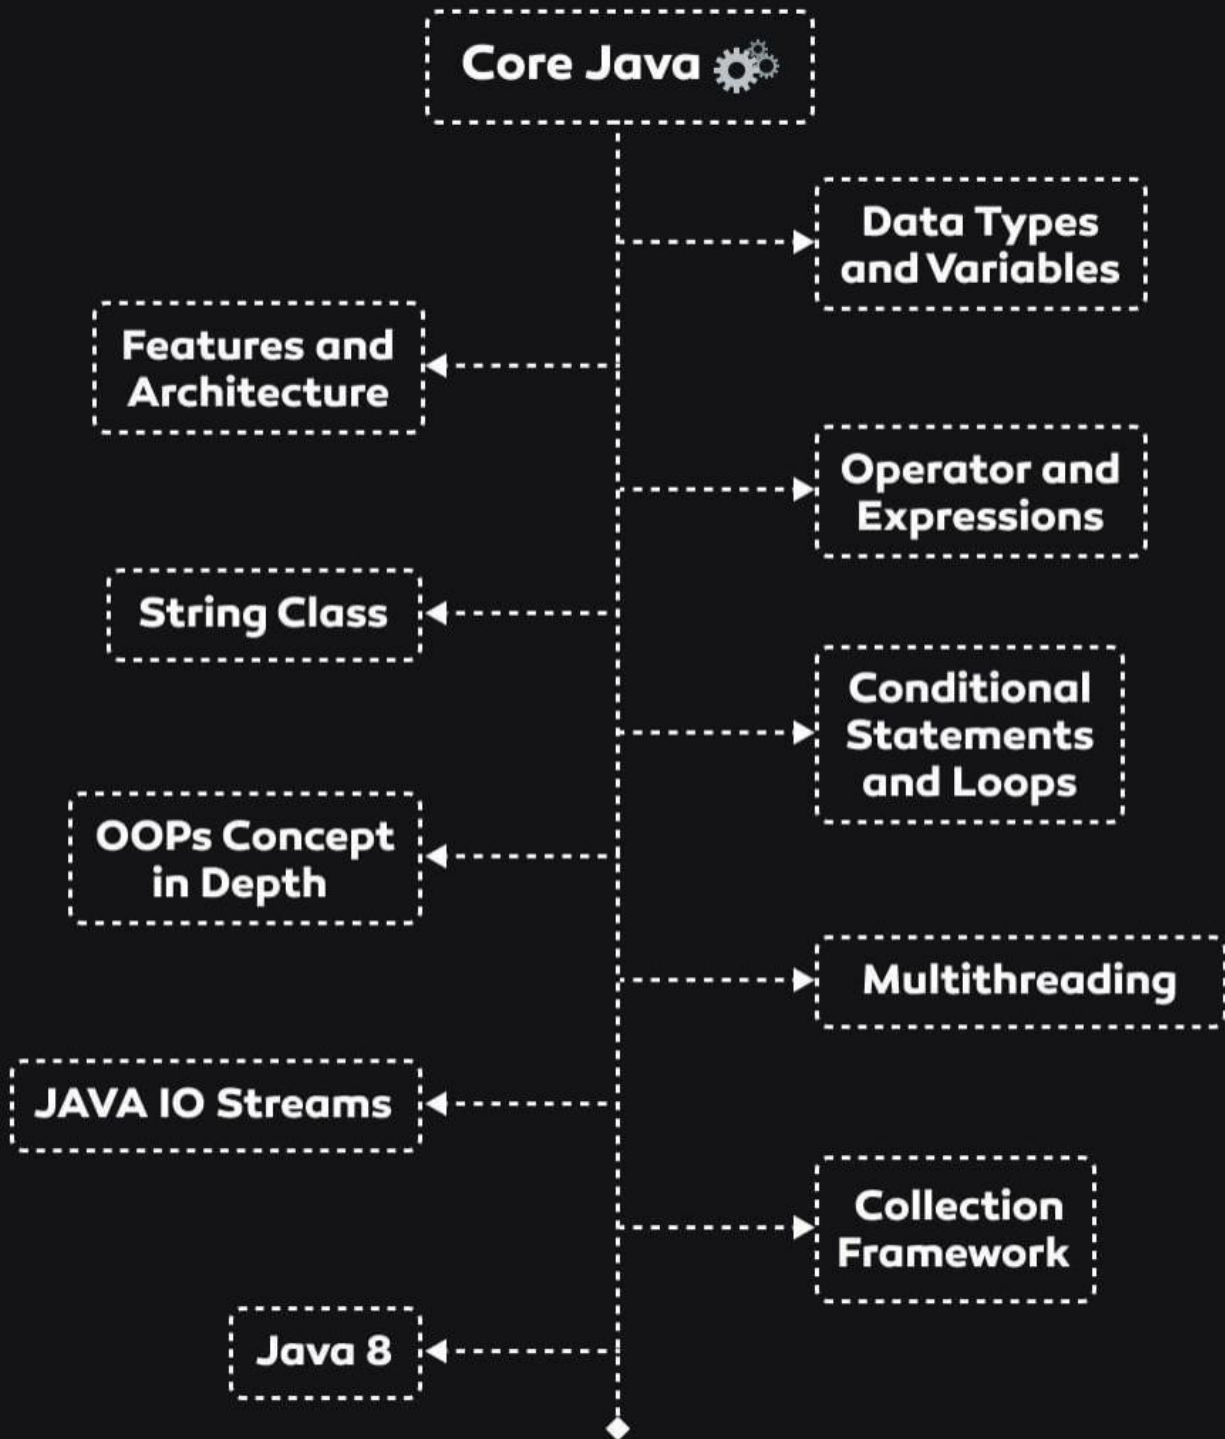 Core Java
Data Types
and Variables
Features and
Architecture
Operator and
Expressions
String Class
Conditional
Statements
and Loops
OOPs Concept
in Depth
Multithreading
JAVA IO Streams
Collection
Framework
Java 8